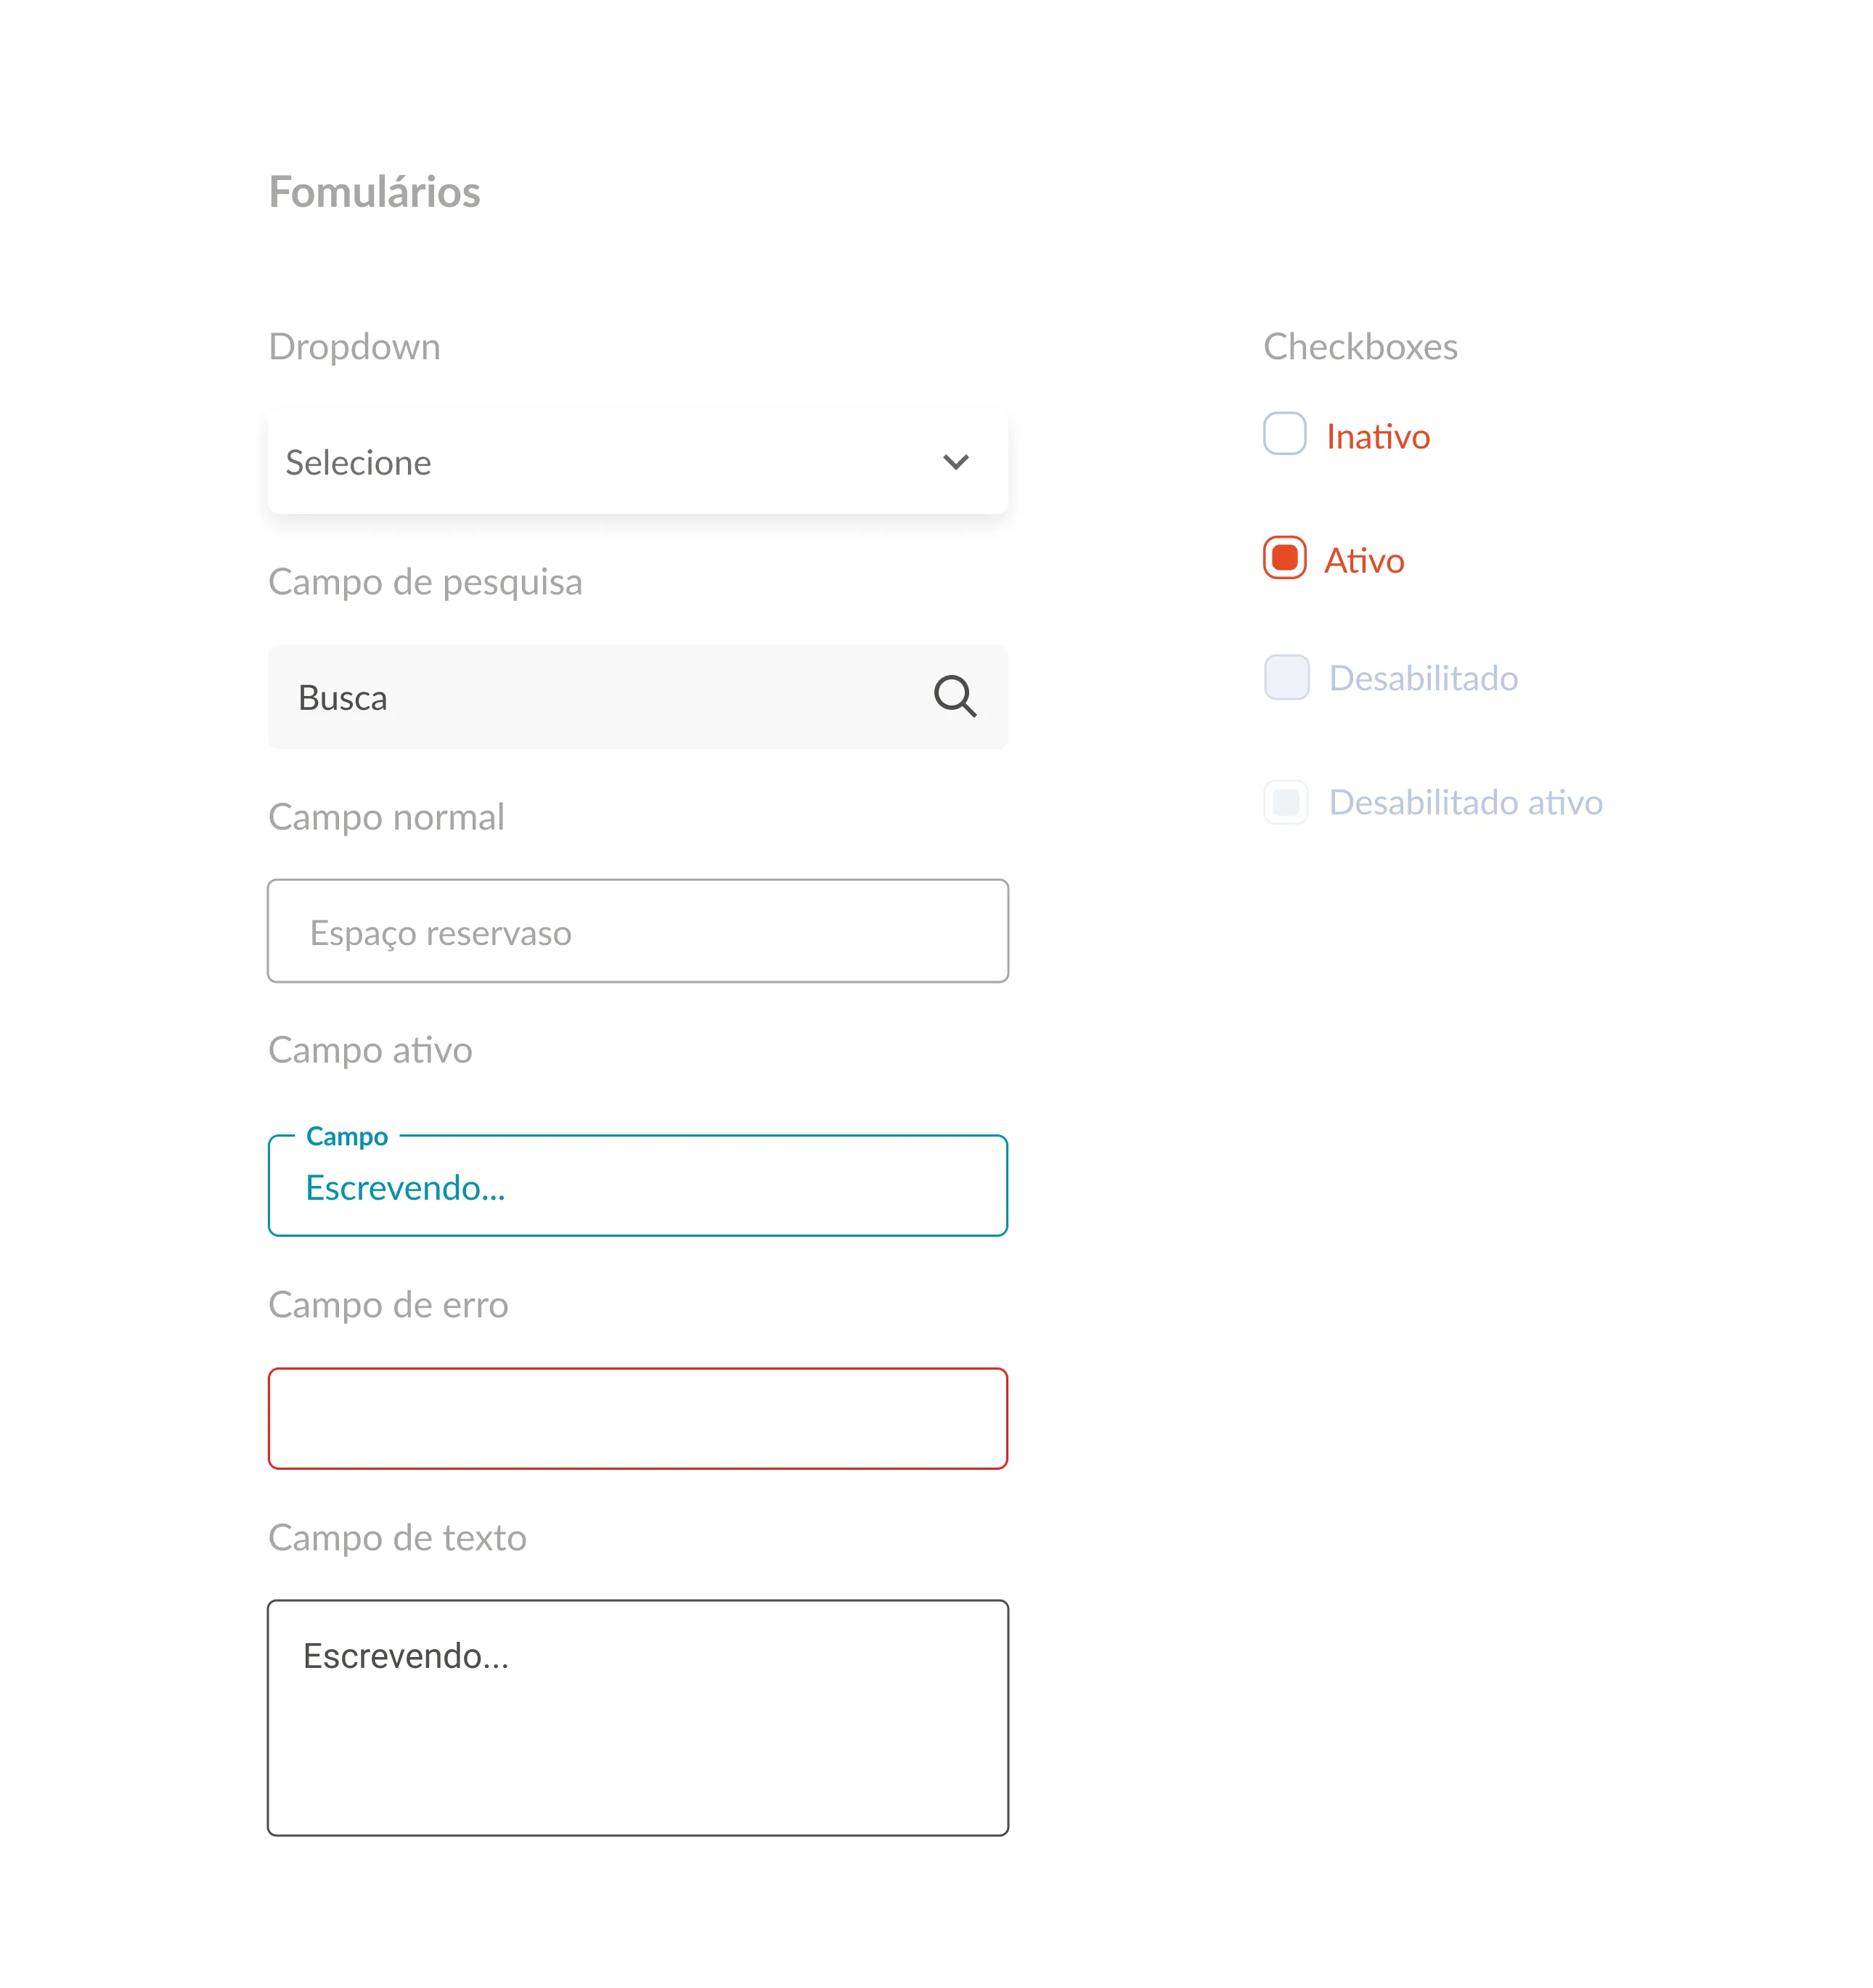 Fomulários
Dropdown
Selecione
Campo de pesquisa
Busca
Campo normal
Espaço reservaso
Campo ativo
Campo
Escrevendo...
Campo de erro
Campo de texto
Escrevendo...
Checkboxes
Inativo
Ativo
Desabilitado
Desabilitado ativo